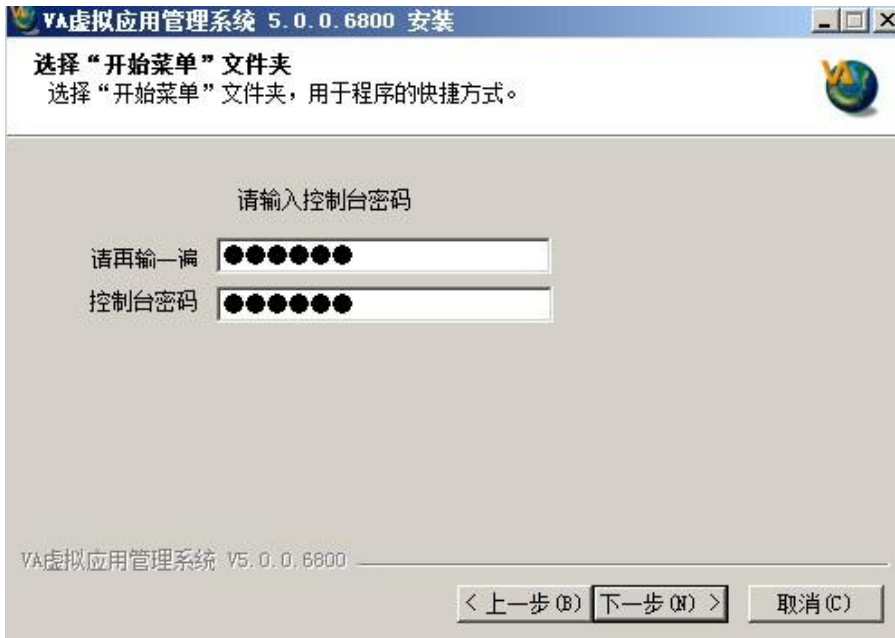 VA虚拟应用管理系统 5.0.0.6800 安装
选择“开始菜单”文件夹
选择“开始菜单”文件夹，用于程序的快捷方式。
VA
请输入控制台密码
请再输一遍 ●●●●●●
控制台密码 ●●●●●●
VA虚拟应用管理系统 V5.0.0.6800
< 上一步(B) 下一步(N) > 取消(C)